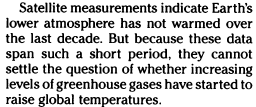 Satellite measurements indicate Earth's
lower atmosphere has not warmed over
the last decade. But because these data
span such a short period, they cannot
settle the question of whether increasing
levels of greenhouse gases have started to
raise global temperatures.